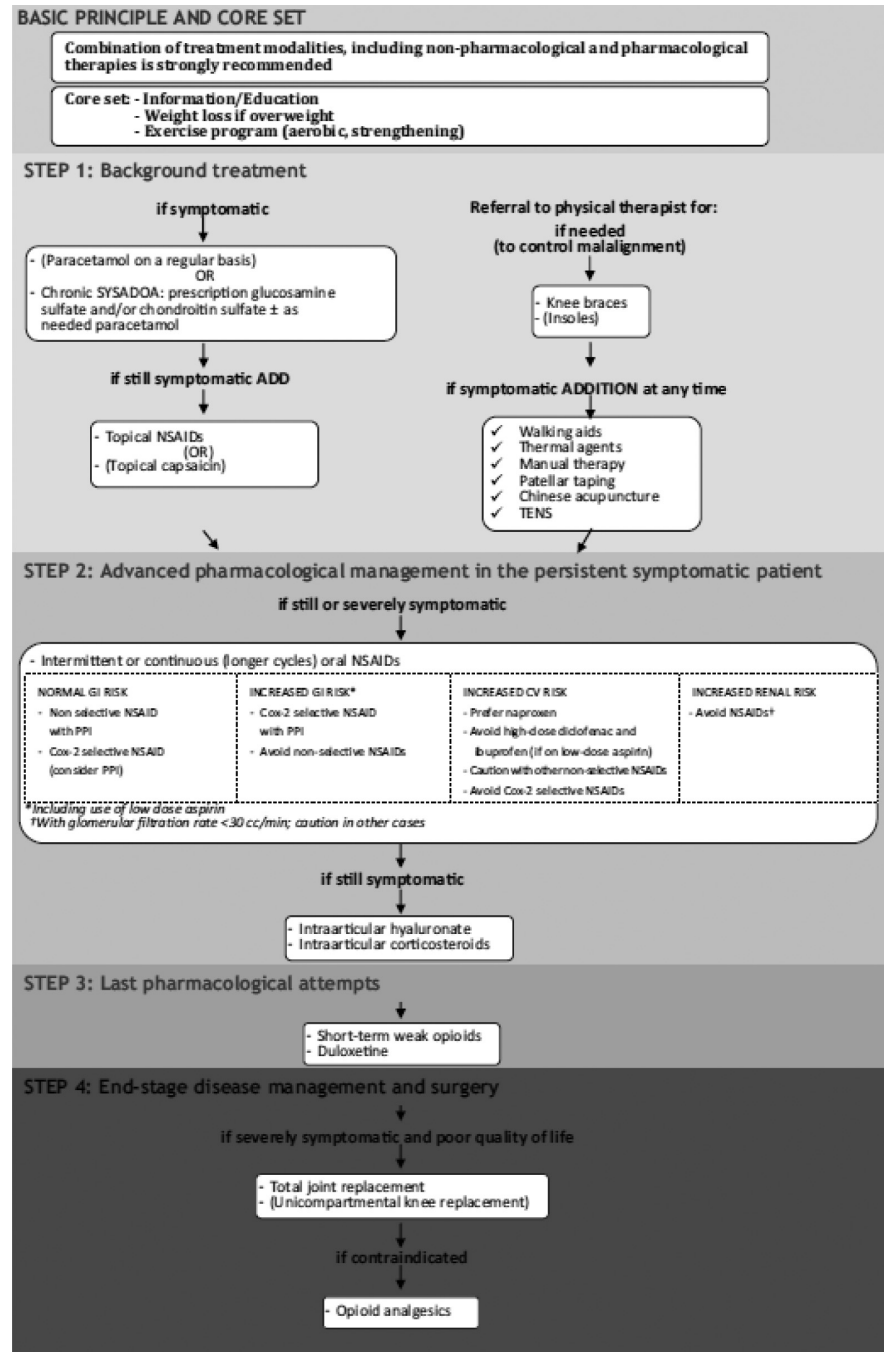 BASIC PRINCIPLE AND CORE SET
Combination of treatment modalities, including non-pharmacological and pharmacological
therapies is strongly recommended
Core set: - Information/Education
- Weight loss if overweight
- Exercise program (aerobic, strengthening)
STEP 1: Background treatment
if symptomatic
- (Paracetamol on a regular basis)
OR
- Chronic SYSADOA: prescription glucosamine
sulfate and/or chondroitin sulfate ± as
needed paracetamol
if still symptomatic ADD
- Topical NSAIDs
(OR)
- (Topical capsaicin)
Referral to physical therapist for:
if needed
(to control malalignment)
- Knee braces
- (Insoles)
if symptomatic ADDITION at any time
✓ Walking aids
✓ Thermal agents
✓ Manual therapy
✓ Patellar taping
✓ Chinese acupuncture
✓ TENS
STEP 2: Advanced pharmacological management in the persistent symptomatic patient
if still or severely symptomatic
- Intermittent or continuous (longer cycles) oral NSAIDs
NORMAL GI RISK
- Non selective NSAID
with PPI
- Cox-2 selective NSAID
(consider PPI)
INCREASED GI RISK*
- Cox-2 selective NSAID
with PPI
- Avoid non-selective NSAIDs
INCREASED CV RISK
- Prefer naproxen
- Avoid high-dose diclofenac and
ibuprofen (if on low-dose aspirin)
- Caution with other non-selective NSAIDs
- Avoid Cox-2 selective NSAIDs
INCREASED RENAL RISK
- Avoid NSAIDs†
*Including use of low dose aspirin
†With glomerular filtration rate <30 cc/min; caution in other cases
if still symptomatic
- Intraarticular hyaluronate
- Intraarticular corticosteroids
STEP 3: Last pharmacological attempts
- Short-term weak opioids
- Duloxetine
STEP 4: End-stage disease management and surgery
if severely symptomatic and poor quality of life
- Total joint replacement
- (Unicompartmental knee replacement)
if contraindicated
- Opioid analgesics